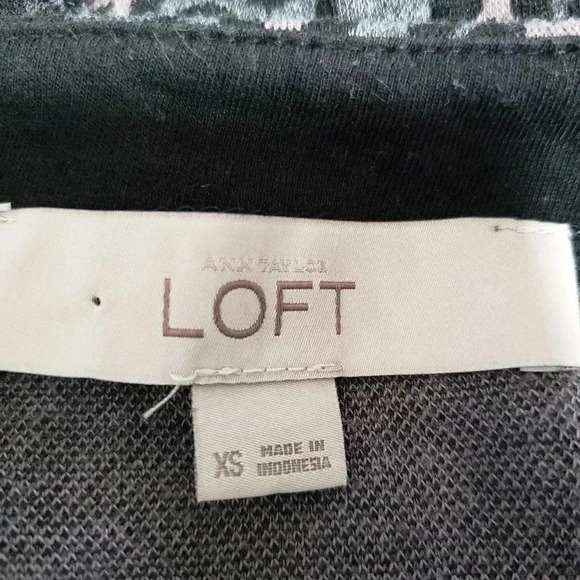 ANN TAYLOR
LOFT
XS
MADE IN
INDONESIA